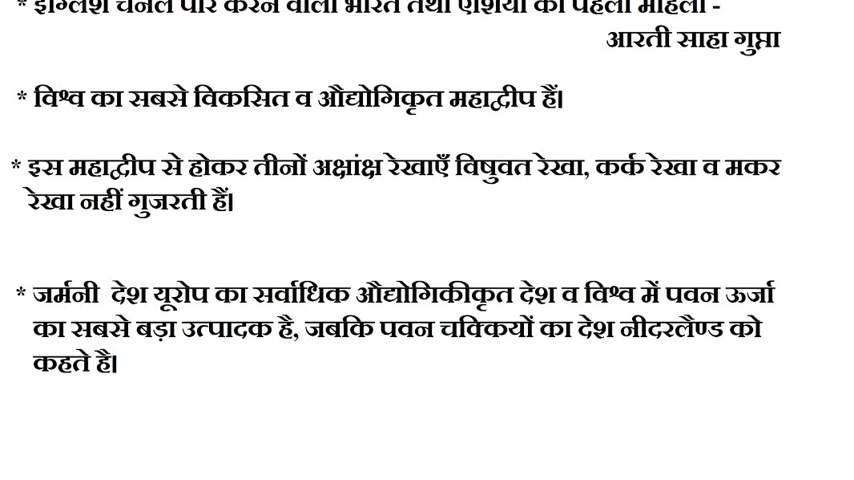 * इंग्लिश चैनल पार करने वाली भारत तथा एशिया की पहली महिला -
आरती साहा गुप्ता
* विश्व का सबसे विकसित व औद्योगिकृत महाद्वीप हैं।
* इस महाद्वीप से होकर तीनों अक्षांक्ष रेखाएँ विषुवत रेखा, कर्क रेखा व मकर
रेखा नहीं गुजरती हैं।
* जर्मनी देश यूरोप का सर्वाधिक औद्योगिकीकृत देश व विश्व में पवन ऊर्जा
का सबसे बड़ा उत्पादक है, जबकि पवन चक्कियों का देश नीदरलैण्ड को
कहते है।